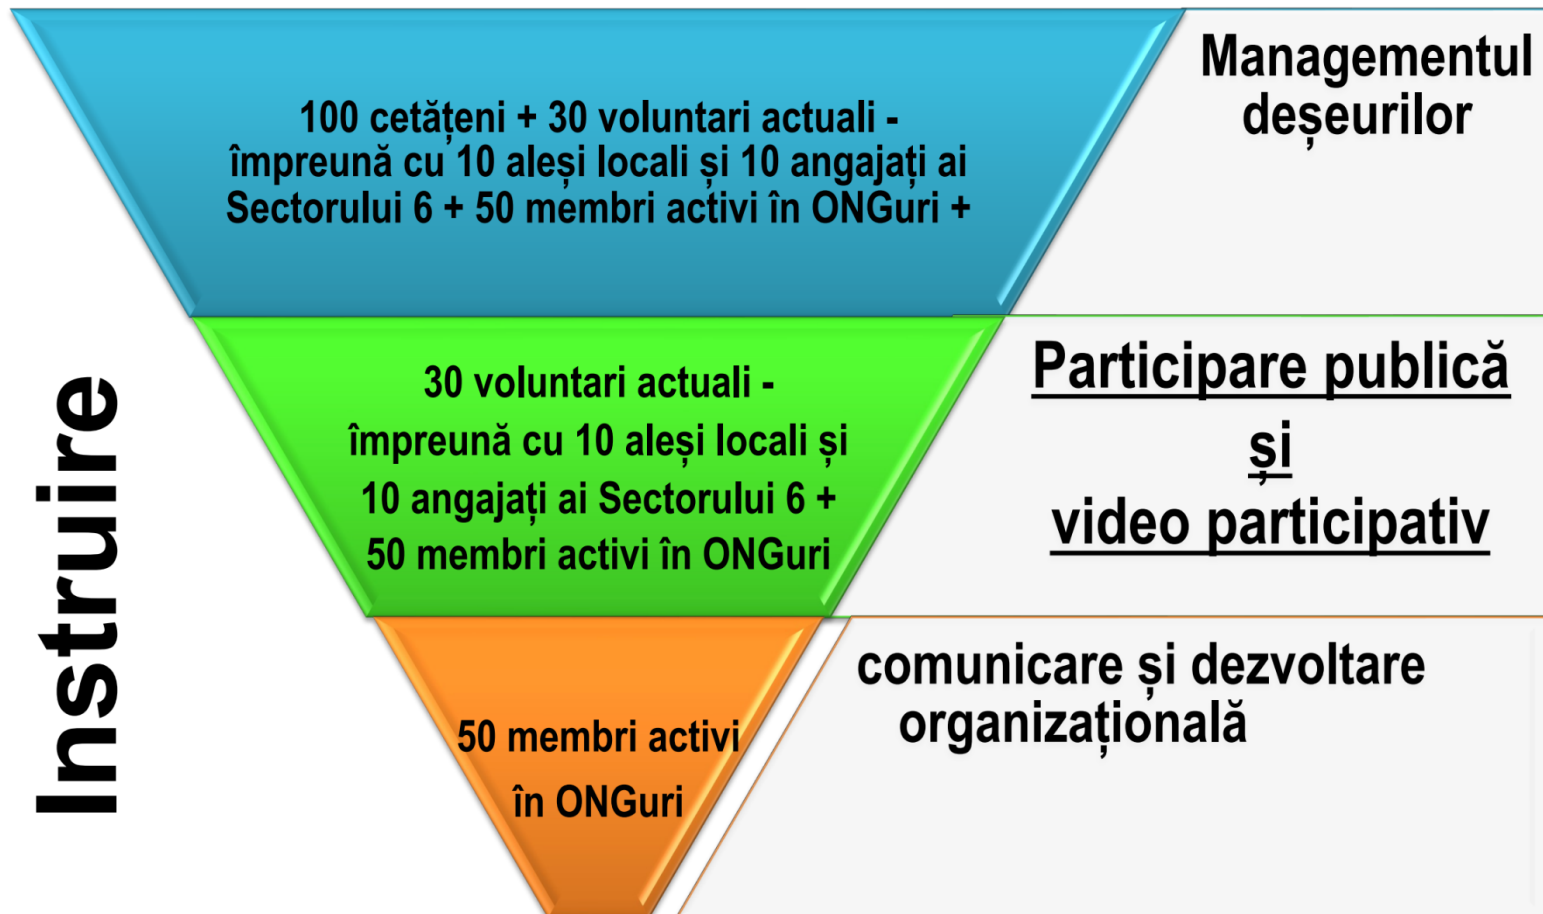 Instruire
100 cetățeni + 30 voluntari actuali -
împreună cu 10 aleși locali și 10 angajați ai
Sectorului 6 + 50 membri activi în ONGuri +
Managementul
deșeurilor
30 voluntari actuali -
împreună cu 10 aleși locali și
10 angajați ai Sectorului 6 +
50 membri activi în ONGuri
Participare publică
și
video participativ
50 membri activi
în ONGuri
comunicare și dezvoltare
organizațională